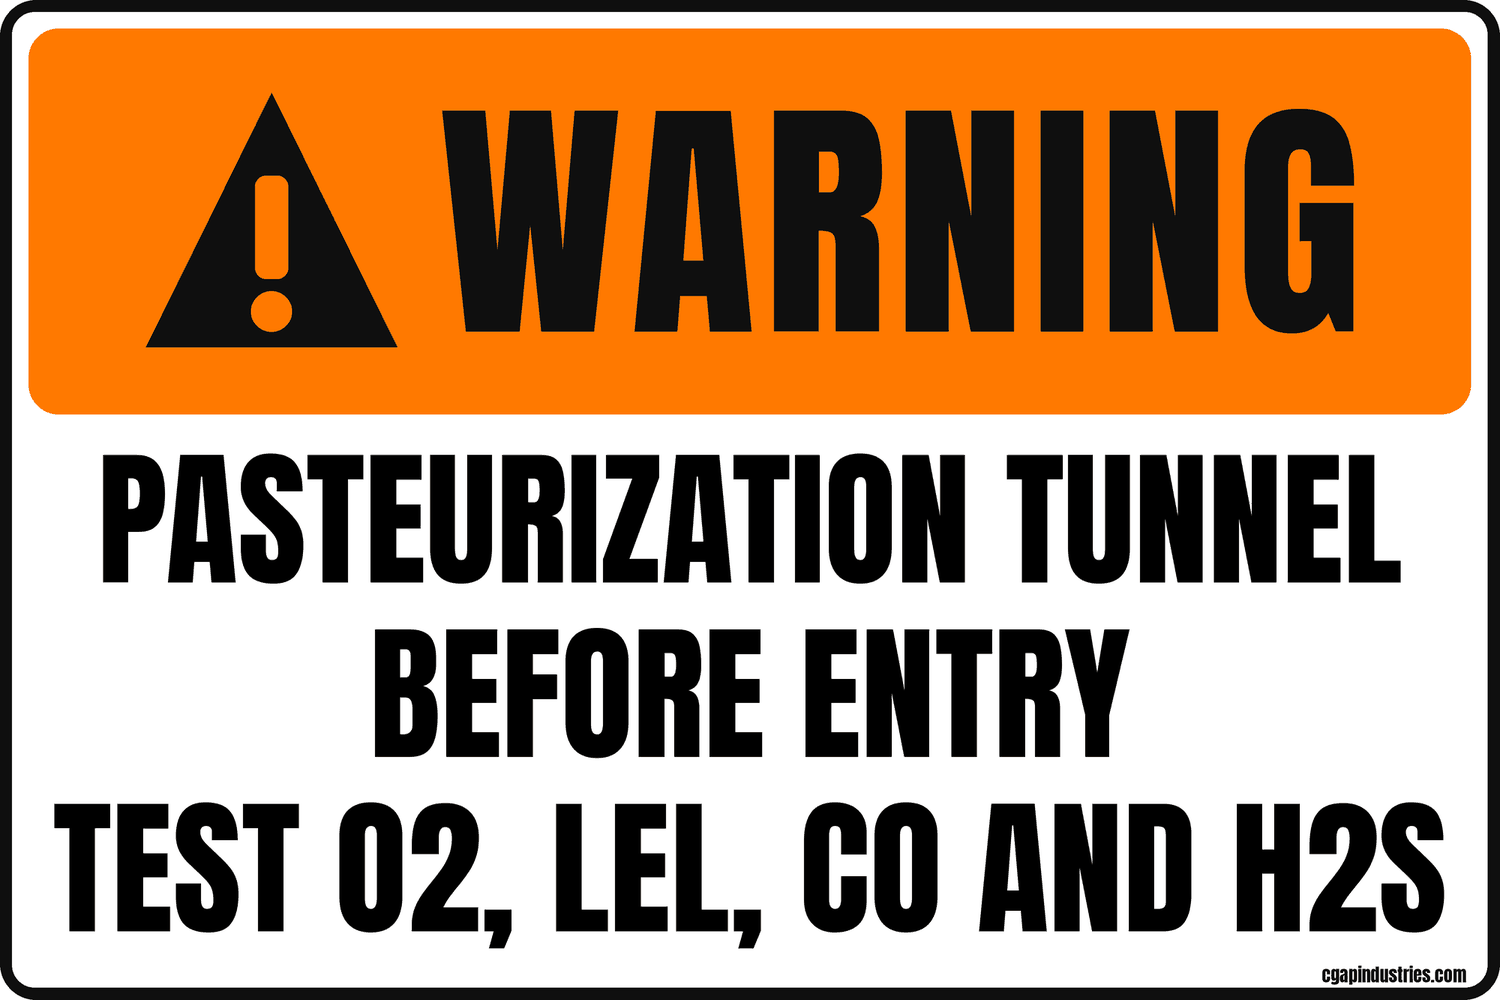 WARNING
PASTEURIZATION TUNNEL
BEFORE ENTRY
TEST O2, LEL, CO AND H2S
cgapindustries.com